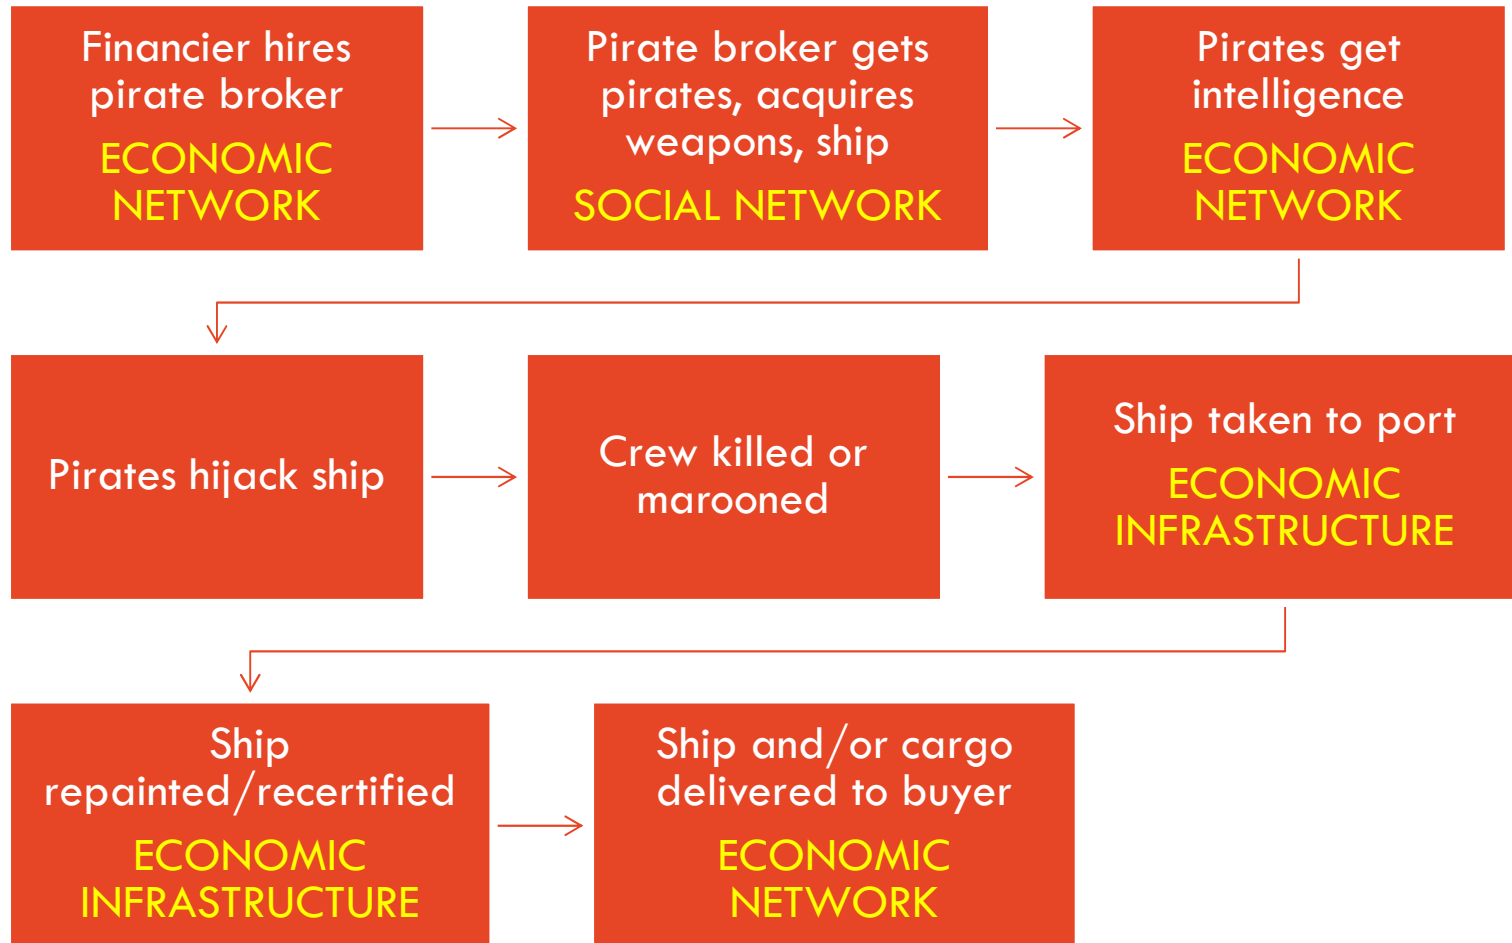 Financier hires
pirate broker
ECONOMIC
NETWORK
Pirate broker gets
pirates, acquires
weapons, ship
SOCIAL NETWORK
Pirates get
intelligence
ECONOMIC
NETWORK
Pirates hijack ship
Crew killed or
marooned
Ship taken to port
ECONOMIC
INFRASTRUCTURE
Ship
repainted/recertified
ECONOMIC
INFRASTRUCTURE
Ship and/or cargo
delivered to buyer
ECONOMIC
NETWORK